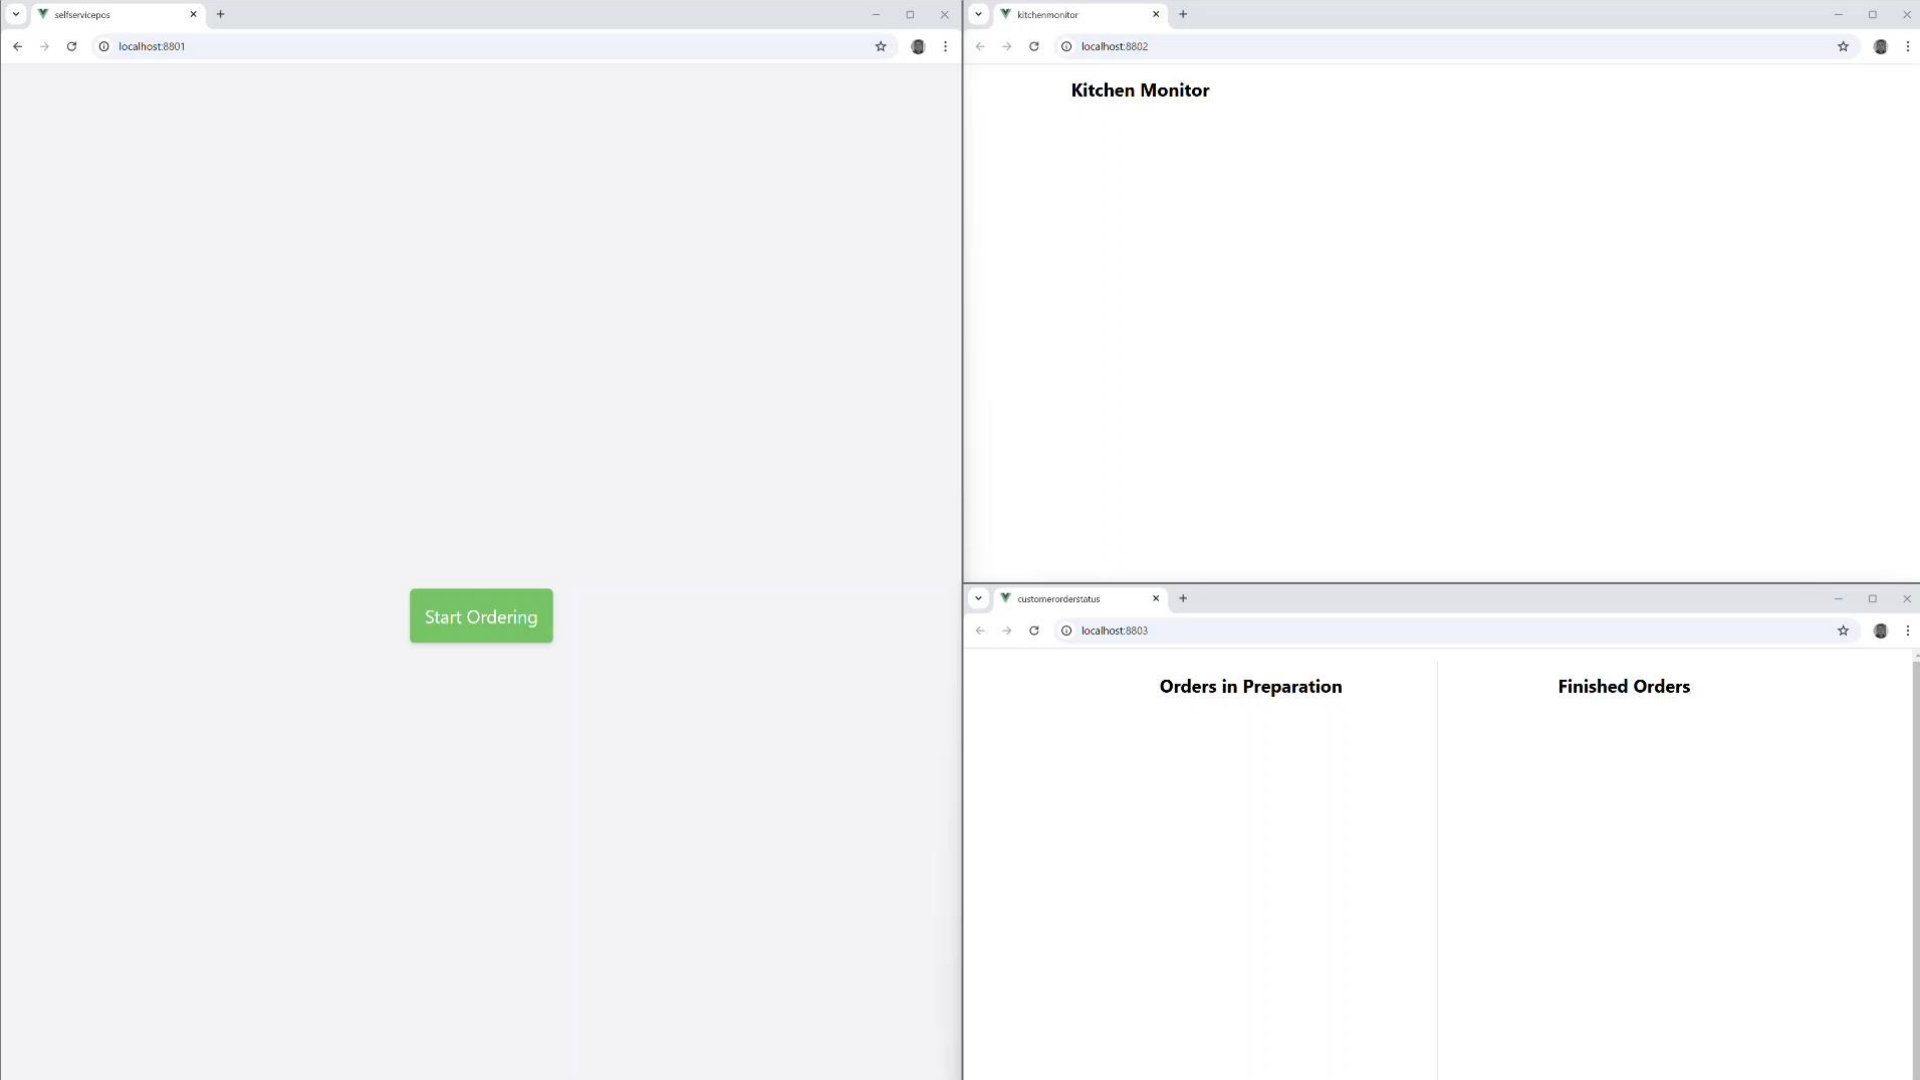 selfservicepos
localhost:8801
Start Ordering
kitchenmonitor
localhost:8802
Kitchen Monitor
customerorderstatus
localhost:8803
Orders in Preparation
Finished Orders